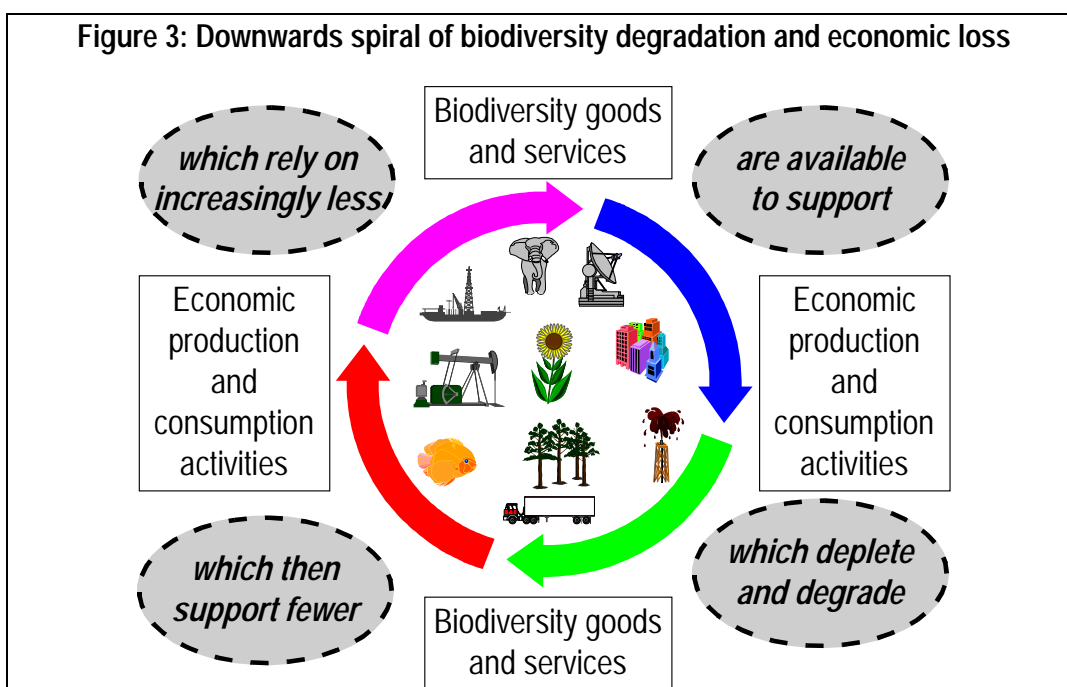 Figure 3: Downwards spiral of biodiversity degradation and economic loss
Biodiversity goods
and services
are available
to support
Economic
production
and
consumption
activities
which deplete
and degrade
Biodiversity goods
and services
which then
support fewer
Economic
production
and
consumption
activities
which rely on
increasingly less